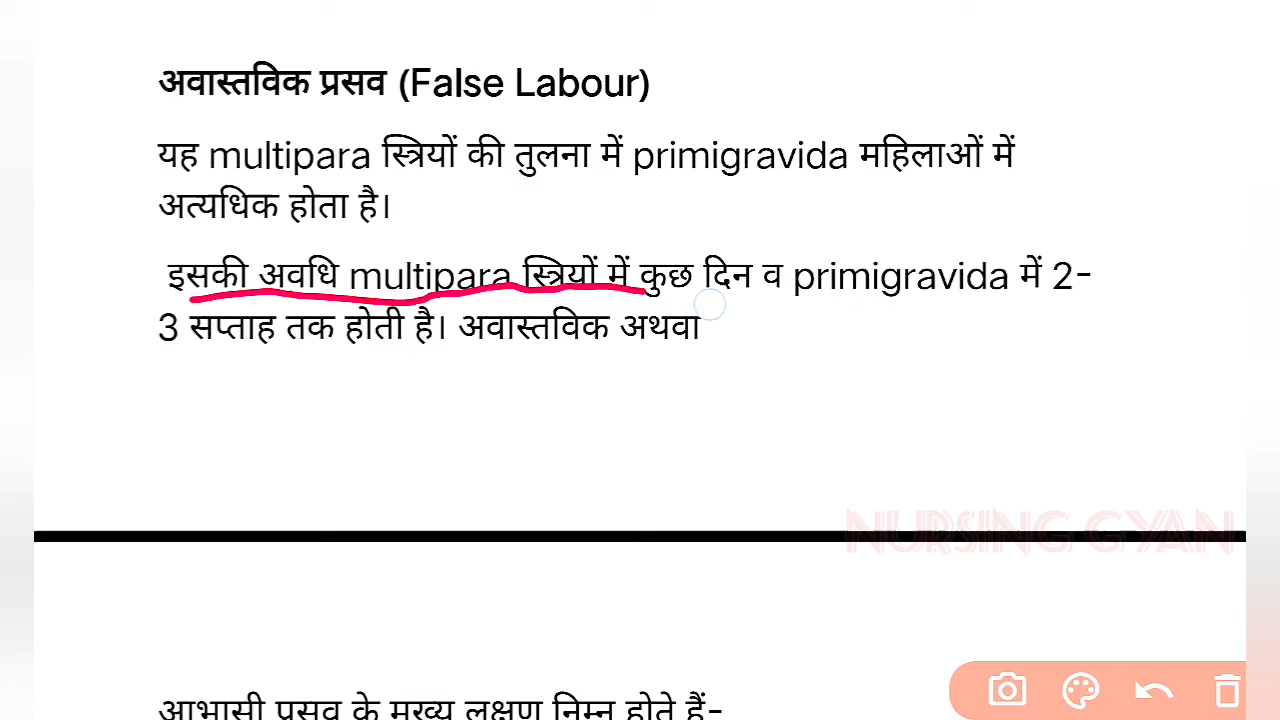 अवास्तविक प्रसव (False Labour)
यह multipara स्त्रियों की तुलना में primigravida महिलाओं में
अत्यधिक होता है।
इसकी अवधि multipara स्त्रियों में कुछ दिन व primigravida में 2-
3 सप्ताह तक होती है। अवास्तविक अथवा
NURSING GYAN
आभासी प्रसव के मुख्य लक्षण निम्न होते हैं-